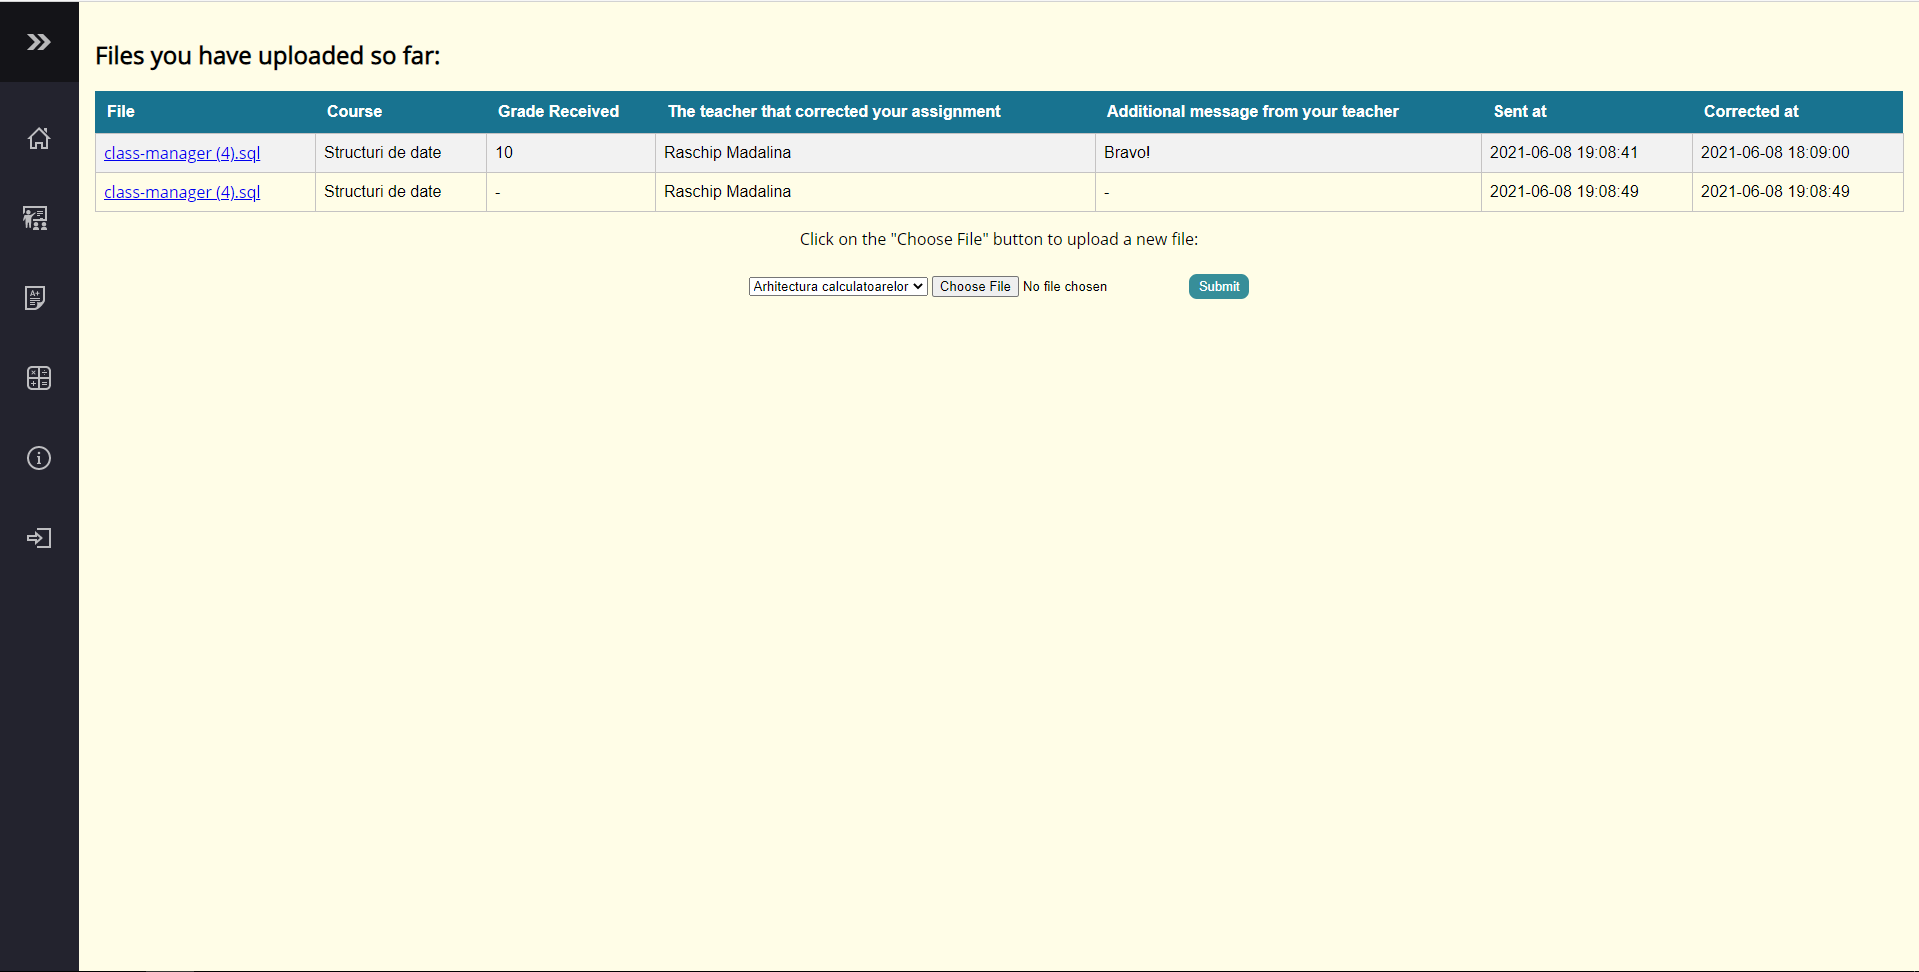 Files you have uploaded so far:
File Course Grade Received The teacher that corrected your assignment Additional message from your teacher Sent at Corrected at
class-manager (4).sql Structuri de date 10 Raschip Madalina Bravo! 2021-06-08 19:08:41 2021-06-08 18:09:00
class-manager (4).sql Structuri de date - Raschip Madalina - 2021-06-08 19:08:49 2021-06-08 19:08:49
Click on the "Choose File" button to upload a new file:
Arhitectura calculatoarelor Choose File No file chosen Submit